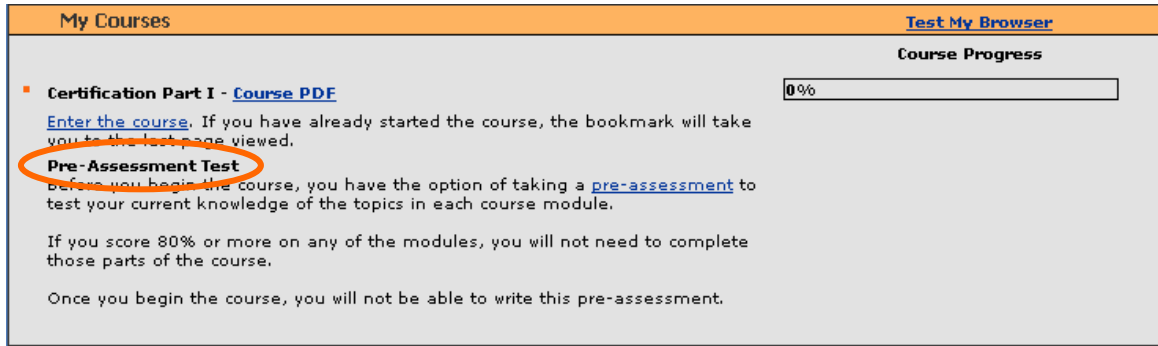 My Courses
Test My Browser
Course Progress
Certification Part I - Course PDF
0%
Enter the course. If you have already started the course, the bookmark will take
you to the last page viewed.
Pre-Assessment Test
Before you begin the course, you have the option of taking a pre-assessment to
test your current knowledge of the topics in each course module.
If you score 80% or more on any of the modules, you will not need to complete
those parts of the course.
Once you begin the course, you will not be able to write this pre-assessment.